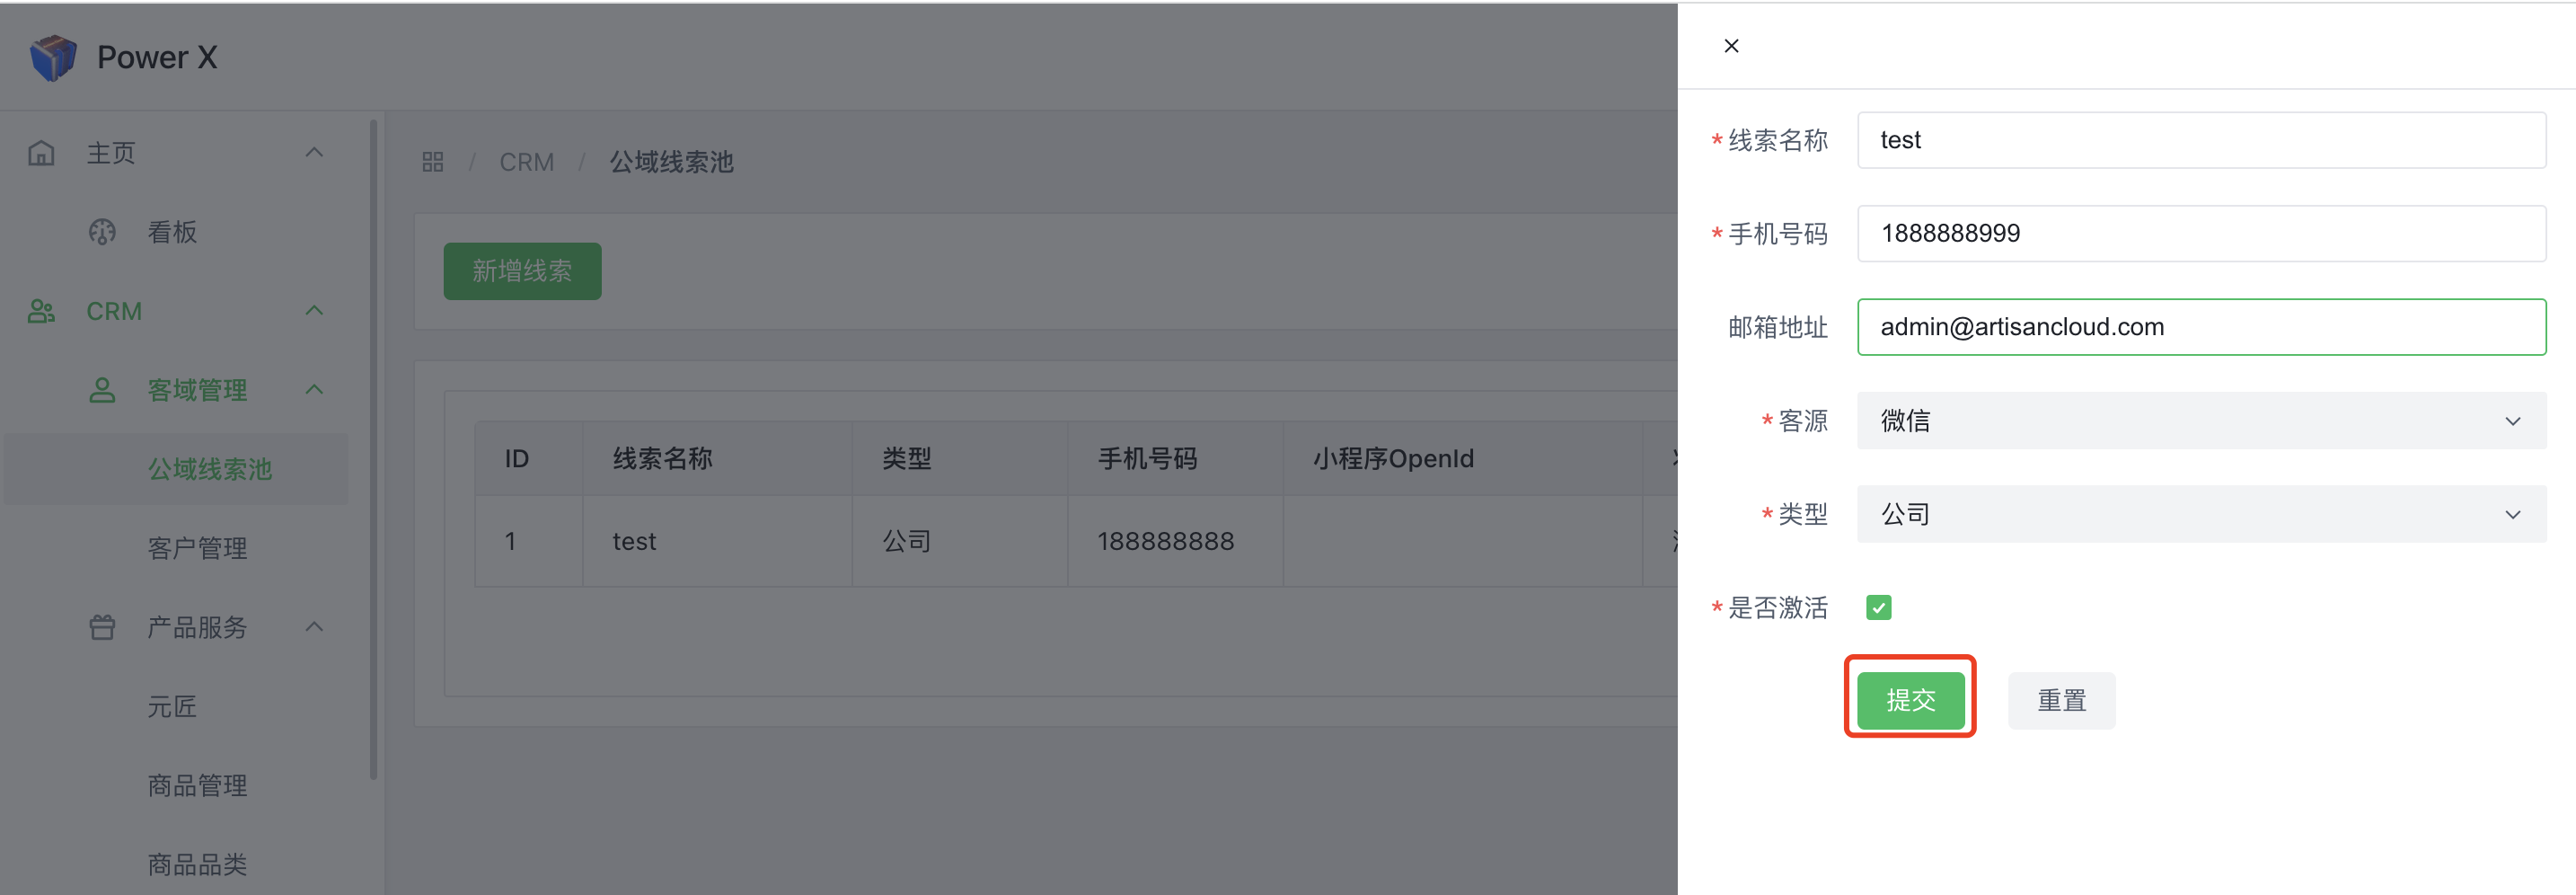 Power X
主页
看板
CRM
客域管理
公域线索池
客户管理
产品服务
元匠
商品管理
商品品类
/ CRM / 公域线索池
新增线索
ID 线索名称 类型 手机号码 小程序OpenId
1 test 公司 188888888
* 线索名称 test
* 手机号码 1888888999
邮箱地址 admin@artisancloud.com
* 客源 微信
* 类型 公司
* 是否激活
提交 重置